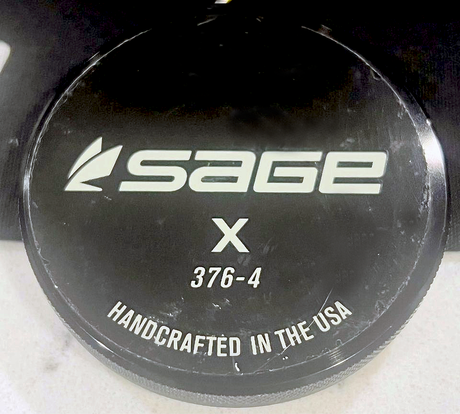 SAGE
X
376-4
HANDCRAFTED IN THE USA